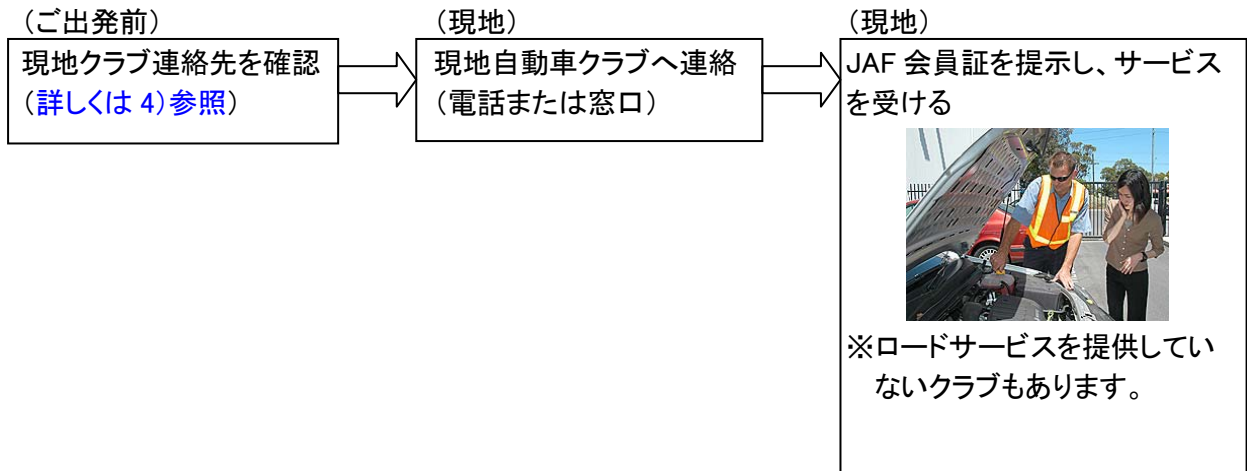 （ご出発前）
現地クラブ連絡先を確認
（詳しくは 4）参照）
（現地）
現地自動車クラブへ連絡
（電話または窓口）
（現地）
JAF 会員証を提示し、サービス
を受ける
※ロードサービスを提供してい
ないクラブもあります。